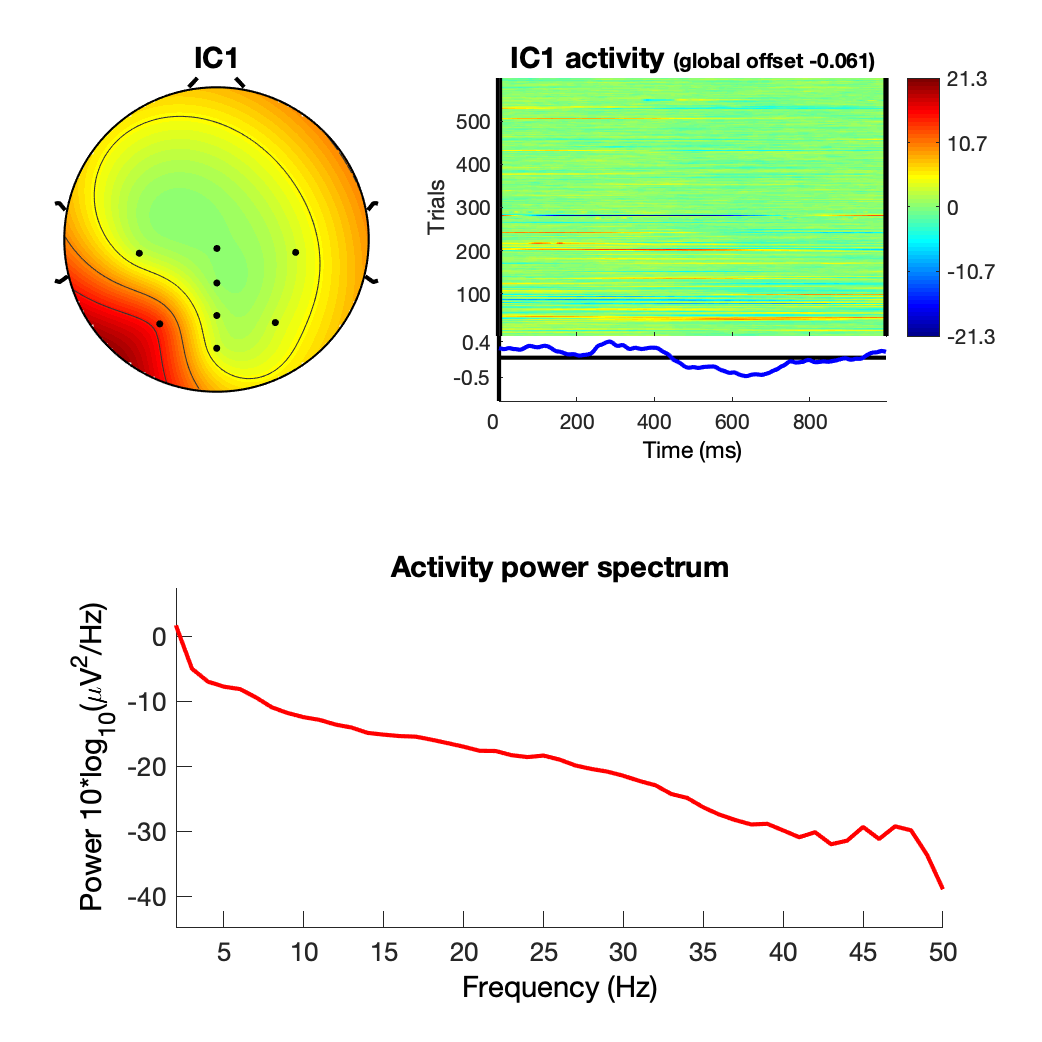 IC1
IC1 activity (global offset -0.061)
Trials
500
400
300
200
100
21.3
10.7
0
-10.7
-21.3
0.4
-0.5
0 200 400 600 800
Time (ms)
Activity power spectrum
Power 10*log10(μV2/Hz)
0
-10
-20
-30
-40
5 10 15 20 25 30 35 40 45 50
Frequency (Hz)